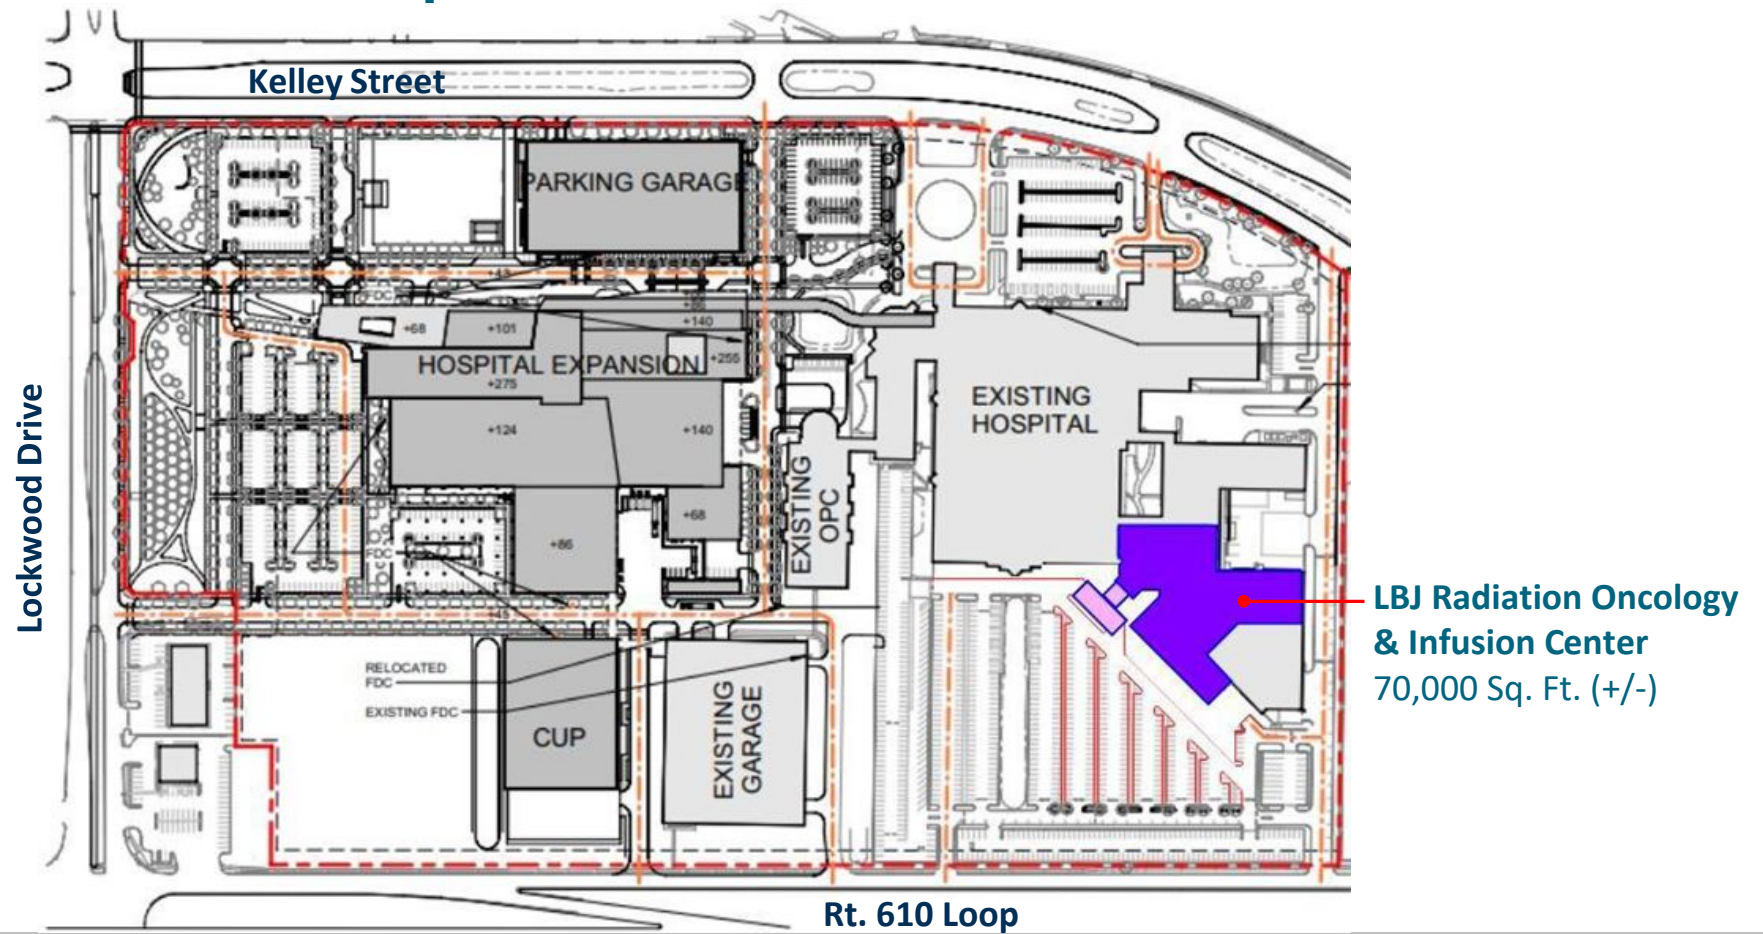 Kelley Street
PARKING GARAGE
+68
+101
+140
HOSPITAL EXPANSION
+255
+275
+124
+140
+68
+86
FDC
EXISTING
HOSPITAL
EXISTING
OPC
Lockwood Drive
RELOCATED
FDC
EXISTING FDC
CUP
EXISTING
GARAGE
LBJ Radiation Oncology
& Infusion Center
70,000 Sq. Ft. (+/-)
Rt. 610 Loop